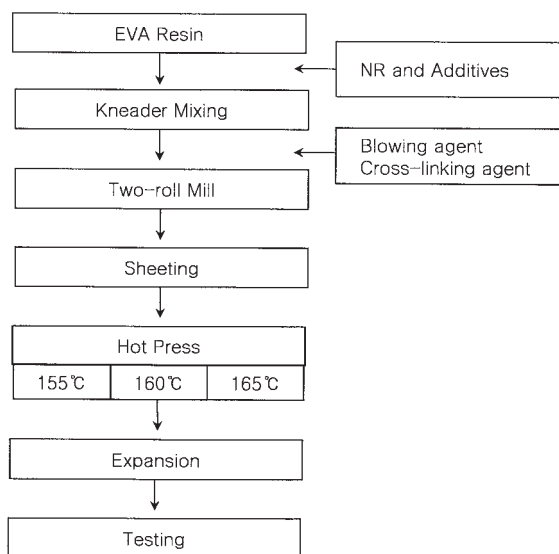 EVA Resin
NR and Additives
Kneader Mixing
Blowing agent
Cross-linking agent
Two-roll Mill
Sheeting
Hot Press
155℃ 160℃ 165℃
Expansion
Testing